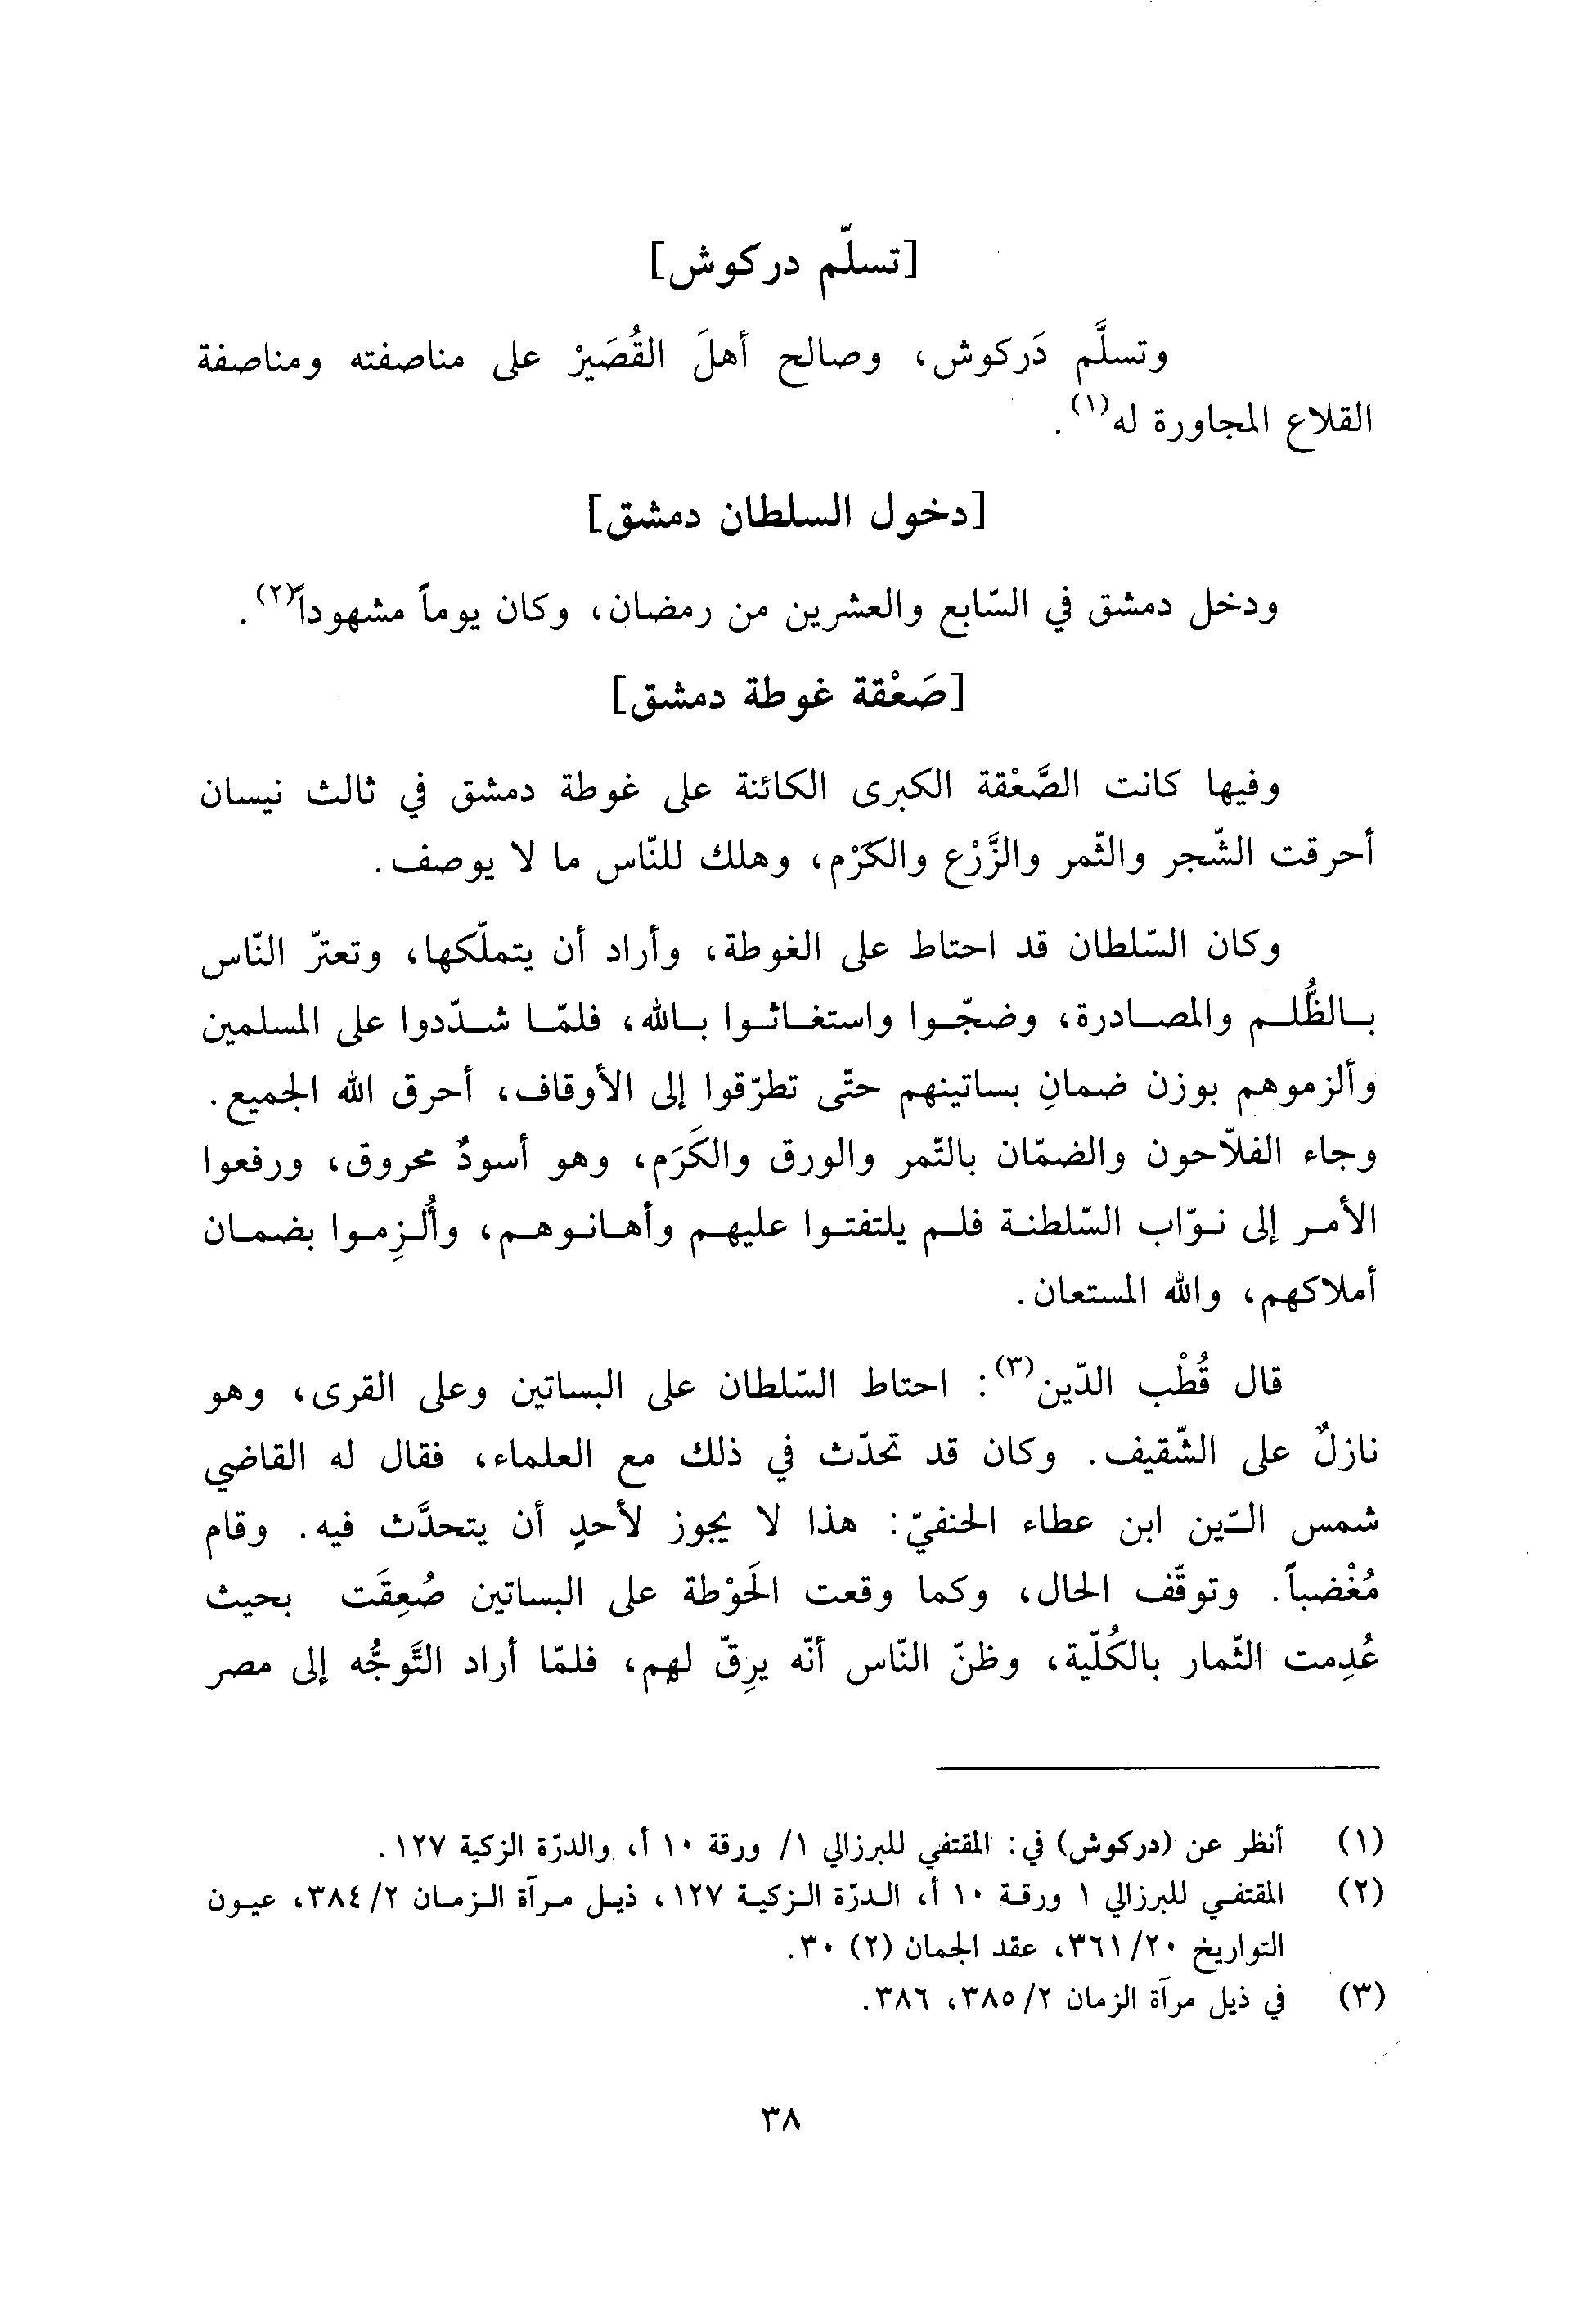 [تسلّم دركوش]
وتسلَّم دَركوش، وصالح أهلَ القُصَيرْ على مناصفته ومناصفة
القلاع المجاورة له(١).
[دخول السلطان دمشق]
ودخل دمشق في السّابع والعشرين من رمضان، وكان يوماً مشهوداً(٢).
[صَعْقة غوطة دمشق]
وفيها كانت الصَّعْقة الكبرى الكائنة على غوطة دمشق في ثالث نيسان
أحرقت الشّجر والثّمر والزَّرْع والكَرْم، وهلك للنّاس ما لا يوصف.
وكان السّلطان قد احتاط على الغوطة، وأراد أن يتملّكها، وتعترّ النّاس
بالظُّلم والمصادرة، وضجّوا واستغاثوا بالله، فلمّا شدّدوا على المسلمين
وألزموهم بوزن ضمانِ بساتينهم حتّى تطرّقوا إلى الأوقاف، أحرق الله الجميع.
وجاء الفلاّحون والضمّان بالثّمر والورق والكَرَم، وهو أسودٌ محروق، ورفعوا
الأمر إلى نوّاب السّلطنة فلم يلتفتوا عليهم وأهانوهم، وأُلزِموا بضمان
أملاكهم، والله المستعان.
قال قُطْب الدّين(٣): احتاط السّلطان على البساتين وعلى القرى، وهو
نازلٌ على الشّقيف. وكان قد تحدّث في ذلك مع العلماء، فقال له القاضي
شمس الدّين ابن عطاء الحنفيّ: هذا لا يجوز لأحدٍ أن يتحدَّث فيه. وقام
مُغْضباً. وتوقّف الحال، وكما وقعت الحَوْطة على البساتين صُعِقَت بحيث
عُدِمت الثّمار بالكُلّية، وظنّ النّاس أنّه يرِقّ لهم، فلمّا أراد التَّوجُّه إلى مصر
(١) أنظر عن (دركوش) في: المقتفي للبرزالي ١/ ورقة ١٠ أ، والدرّة الزكية ١٢٧.
(٢) المقتفي للبرزالي ١ ورقة ١٠ أ، الدرّة الزكية ١٢٧، ذيل مرآة الزمان ٢/ ٣٨٤، عيون
التواريخ ٢٠/ ٣٦١، عقد الجمان (٢) ٣٠.
(٣) في ذيل مرآة الزمان ٢/ ٣٨٥، ٣٨٦.
٣٨